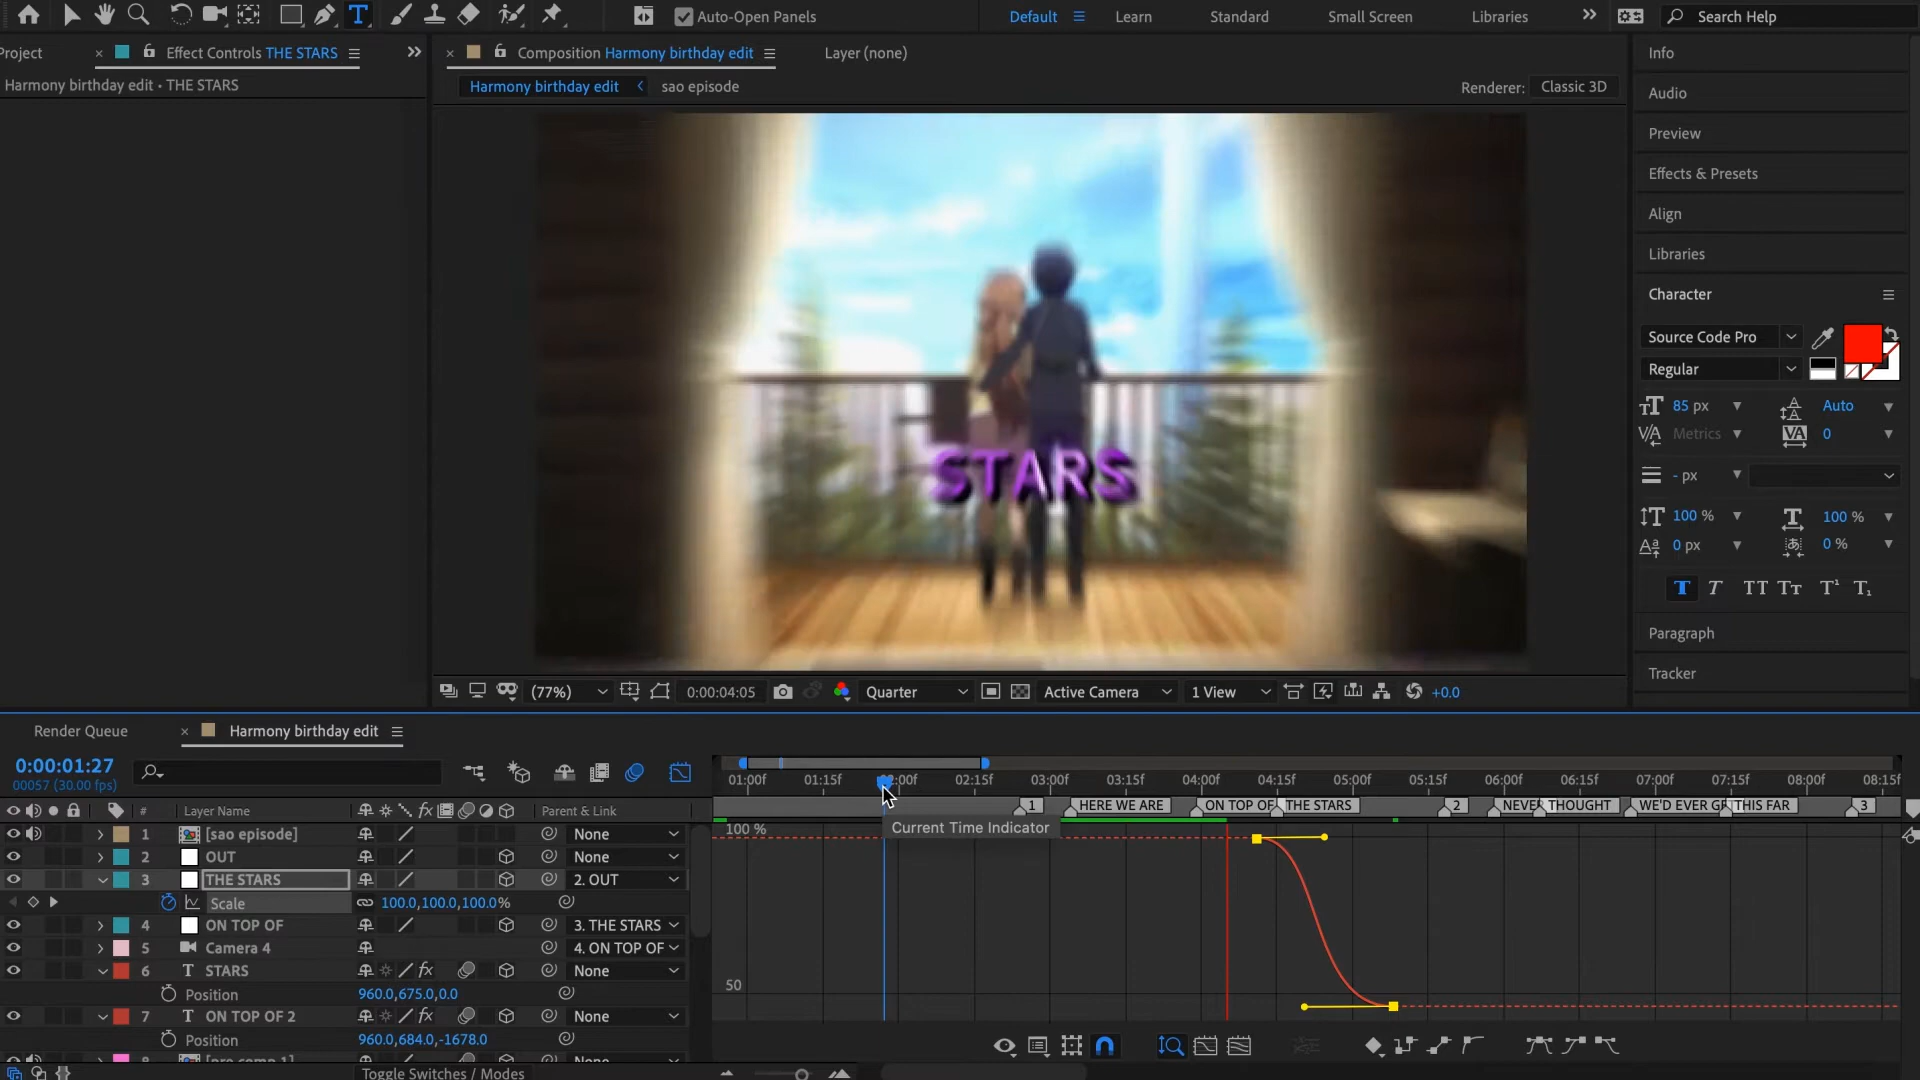 Auto-Open Panels
Default
Learn
Standard
Small Screen
Libraries
Search Help
Project
Effect Controls THE STARS
Composition Harmony birthday edit
Layer (none)
Info
Harmony birthday edit • THE STARS
Harmony birthday edit
sao episode
Renderer: Classic 3D
Audio
Preview
Effects & Presets
Align
Libraries
Character
Source Code Pro
Regular
85 px
Auto
Metrics
0
- px
100 %
100 %
0 px
0 %
Paragraph
Tracker
STARS
(77%)
0:00:04:05
Quarter
Active Camera
1 View
+0.0
Render Queue
Harmony birthday edit
0:00:01:27
00057 (30.00 fps)
01:00f 01:15f 02:00f 02:15f 03:00f 03:15f 04:00f 04:15f 05:00f 05:15f 06:00f 06:15f 07:00f 07:15f 08:00f 08:15f
1 HERE WE ARE ON TOP OF THE STARS 2 NEVER THOUGHT WE'D EVER GE THIS FAR 3
# Layer Name Parent & Link
Current Time Indicator
100 %
50
1 [sao episode] None
2 OUT None
3 THE STARS 2. OUT
Scale 100.0,100.0,100.0%
4 ON TOP OF 3. THE STARS
5 Camera 4 4. ON TOP OF
6 STARS None
Position 960.0,675.0,0.0
7 ON TOP OF 2 None
Position 960.0,684.0,-1678.0
8 [pre comp 1] None
Toggle Switches / Modes